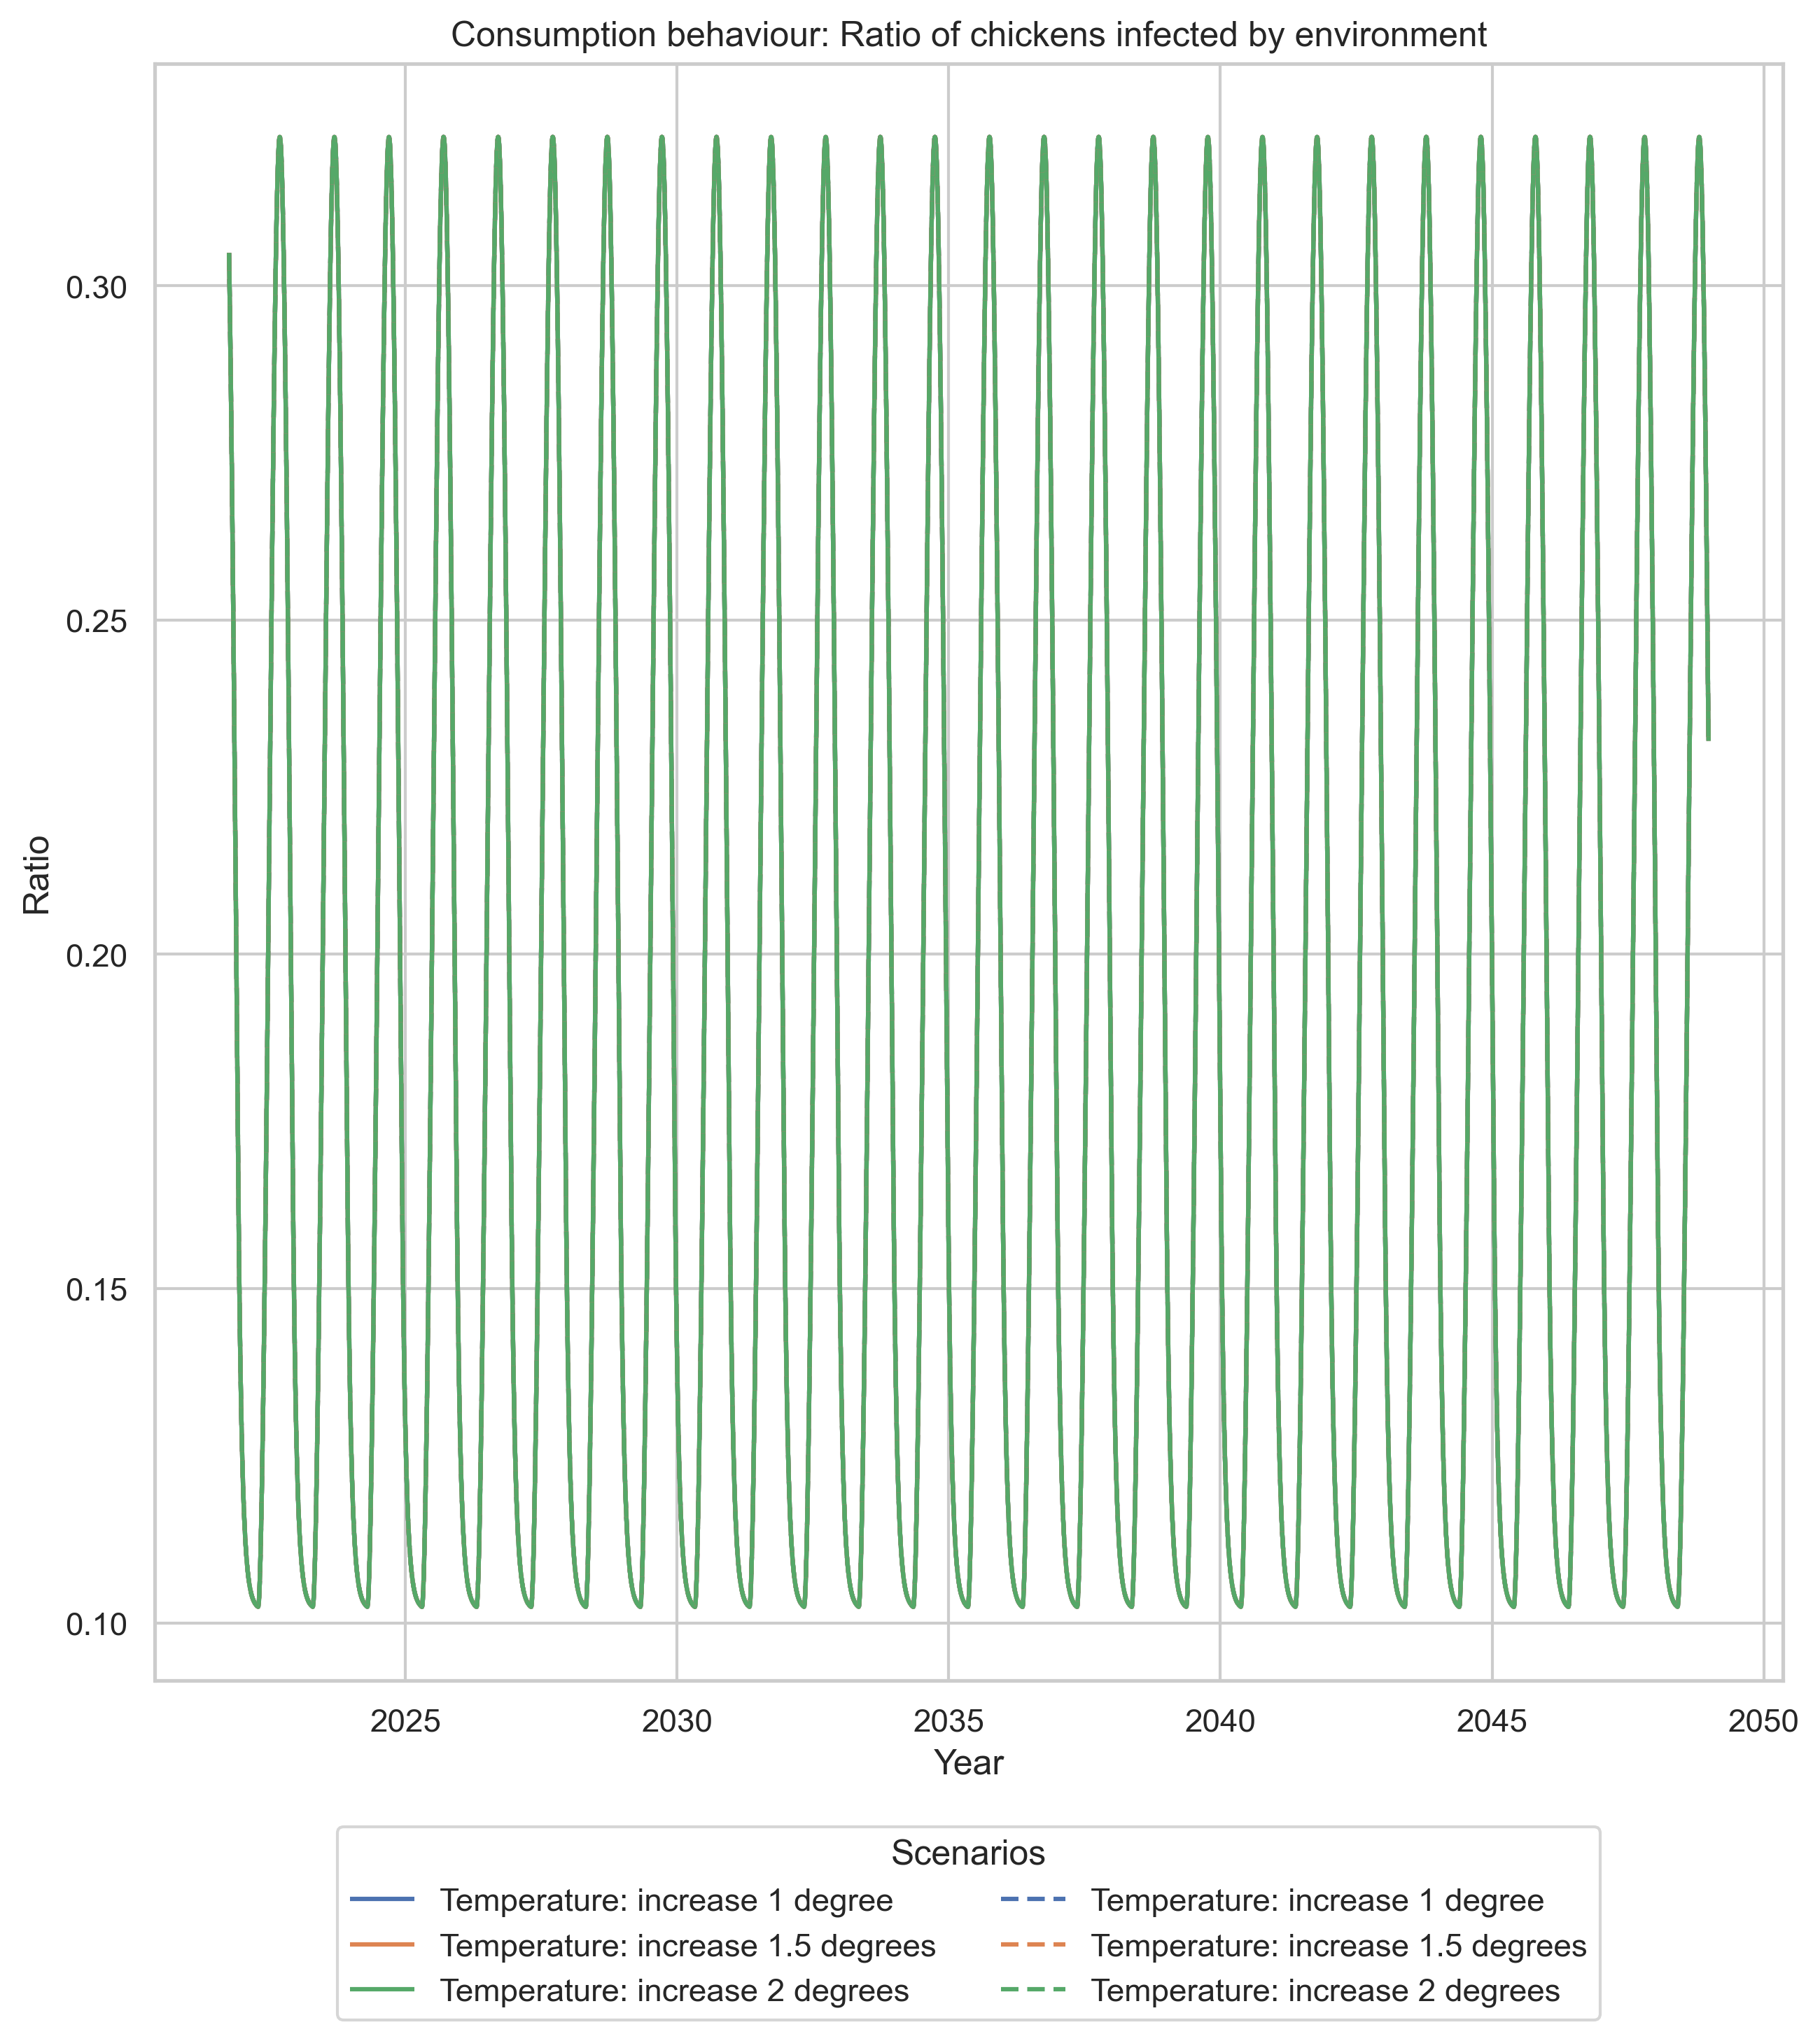 Consumption behaviour: Ratio of chickens infected by environment
0.30
0.25
0.20
0.15
0.10
Ratio
2025 2030 2035 2040 2045 2050
Year
Scenarios
Temperature: increase 1 degree
Temperature: increase 1.5 degrees
Temperature: increase 2 degrees
Temperature: increase 1 degree
Temperature: increase 1.5 degrees
Temperature: increase 2 degrees